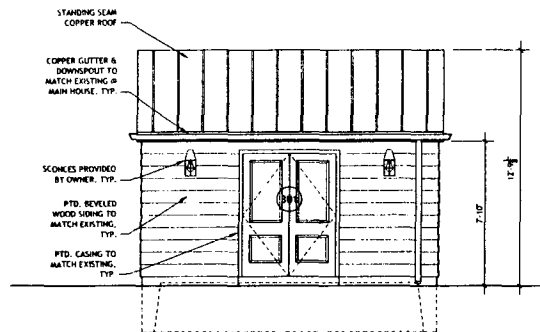 STANDING SEAM
COPPER ROOF
COPPER GUTTER &
DOWNSPOUT TO
MATCH EXISTING @
MAIN HOUSE, TYP.
SCONCES PROVIDED
BY OWNER, TYP.
PTD. BEVELED
WOOD SIDING TO
MATCH EXISTING,
TYP.
PTD. CASING TO
MATCH EXISTING,
TYP
301
7'-10"